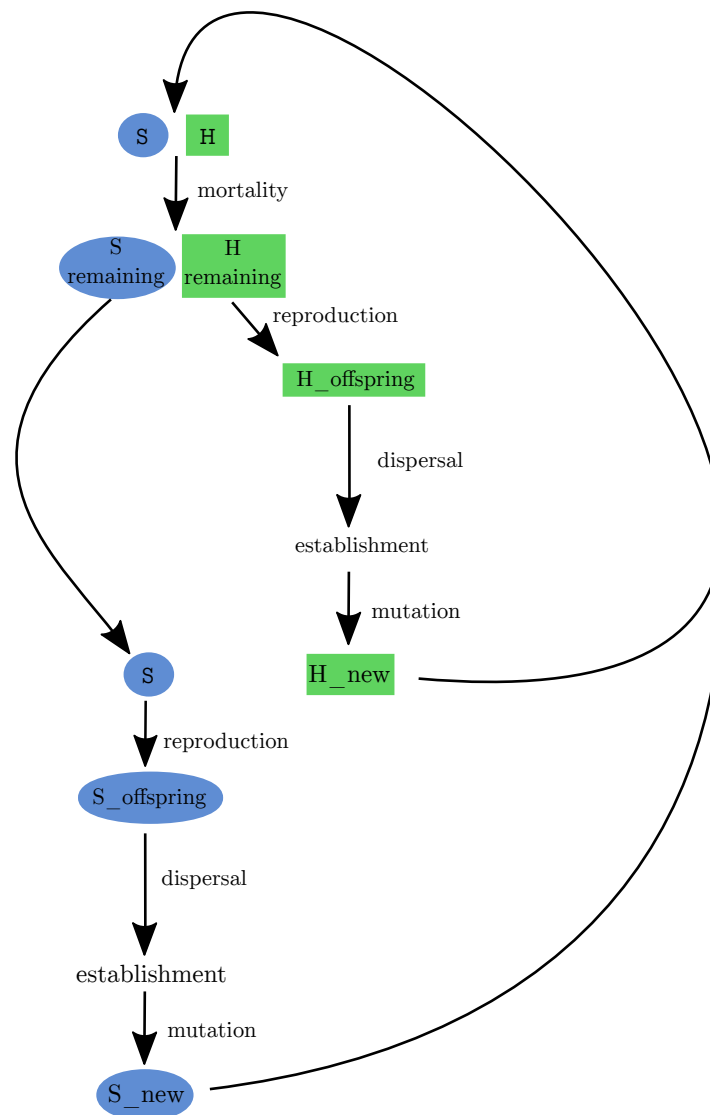 S
H
mortality
S
remaining
H
remaining
reproduction
H_offspring
dispersal
establishment
mutation
H_new
S
reproduction
S_offspring
dispersal
establishment
mutation
S_new